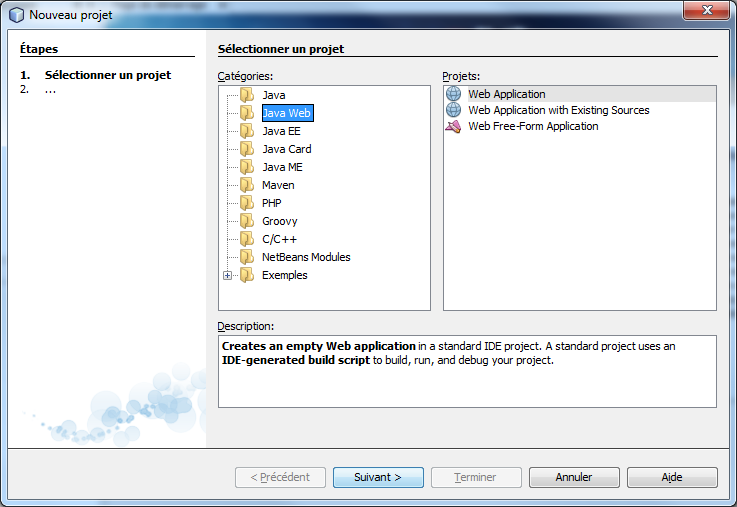 Nouveau projet
Étapes
1. Sélectionner un projet
2. ...
Sélectionner un projet
Catégories:
Java
Java Web
Java EE
Java Card
Java ME
Maven
PHP
Groovy
C/C++
NetBeans Modules
Exemples
Projets:
Web Application
Web Application with Existing Sources
Web Free-Form Application
Description:
Creates an empty Web application in a standard IDE project. A standard project uses an
IDE-generated build script to build, run, and debug your project.
< Précédent
Suivant >
Terminer
Annuler
Aide